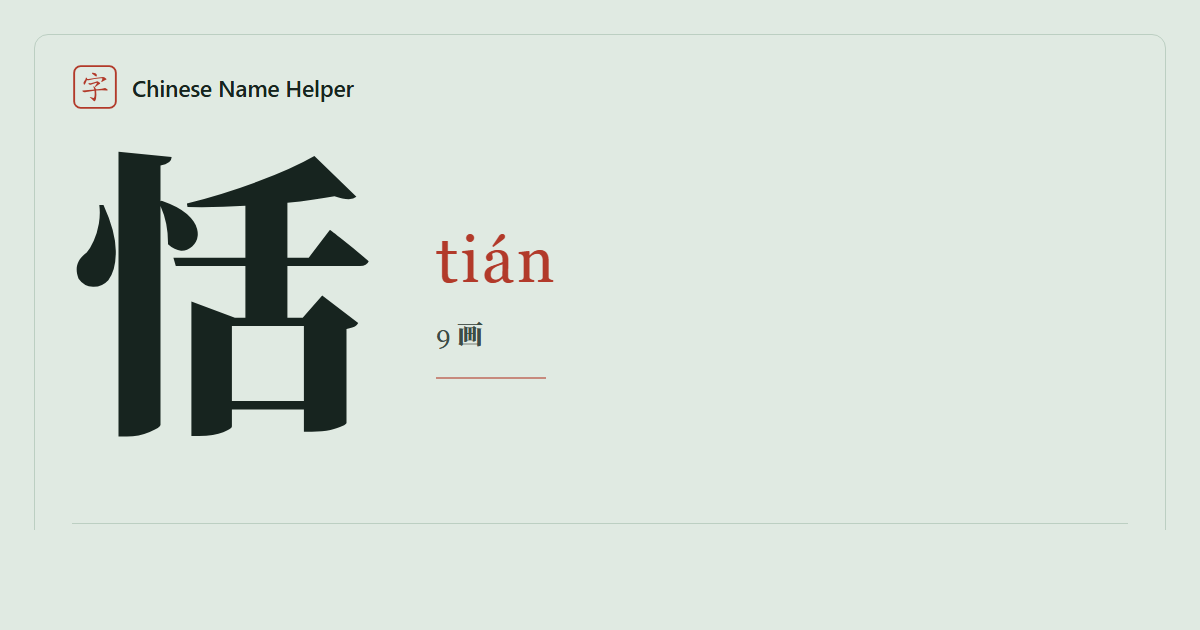 字 Chinese Name Helper
恬
tián
9 画